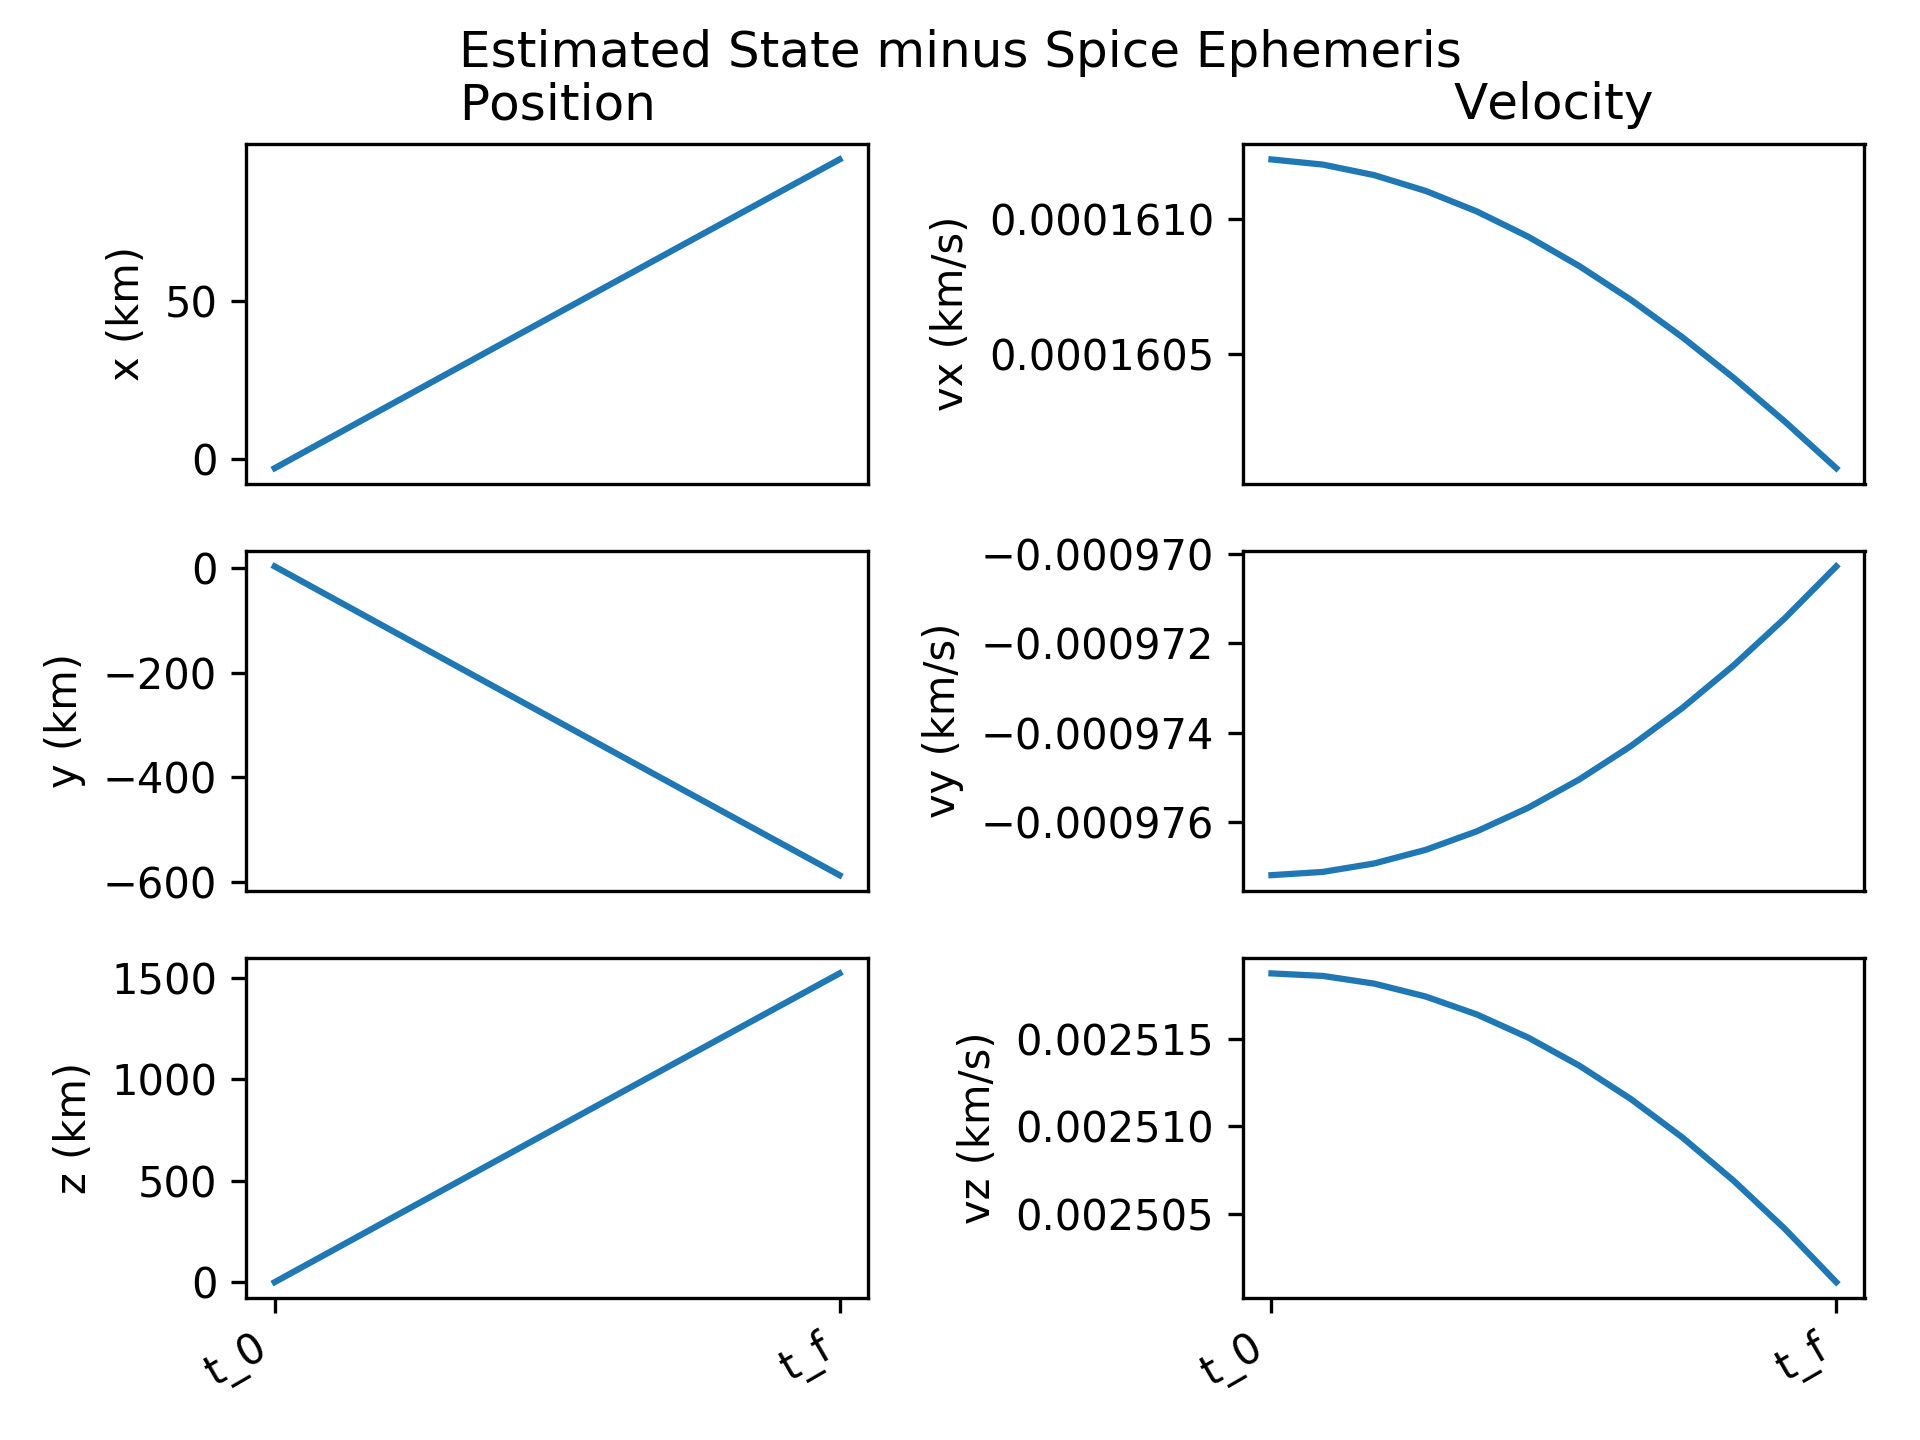 Estimated State minus Spice Ephemeris
Position
Velocity
x (km)
50
0
vx (km/s)
0.0001610
0.0001605
y (km)
0
−200
−400
−600
vy (km/s)
−0.000970
−0.000972
−0.000974
−0.000976
z (km)
1500
1000
500
0
vz (km/s)
0.002515
0.002510
0.002505
t_0
t_f
t_0
t_f